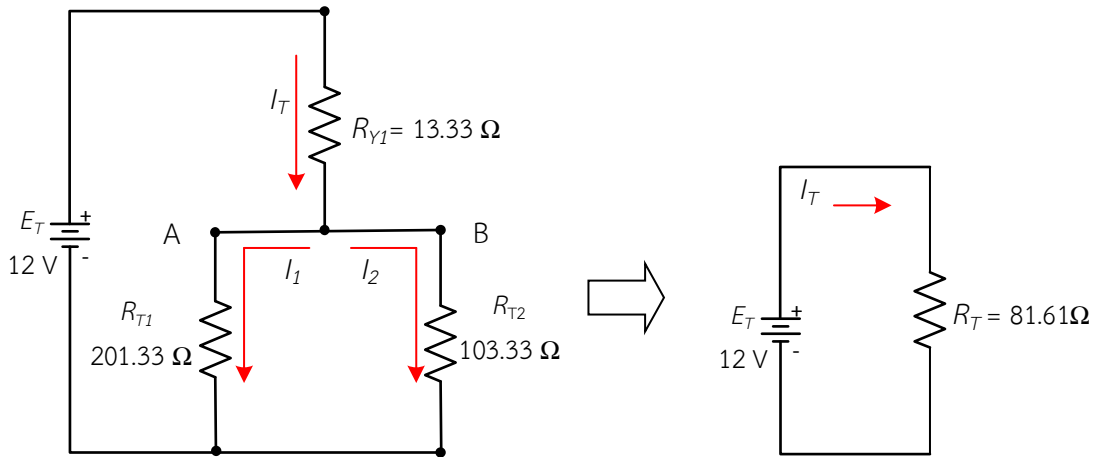 I_T
R_Y1= 13.33 Ω
E_T
+
-
12 V
A
B
I_1
I_2
R_T1
201.33 Ω
R_T2
103.33 Ω
I_T
E_T
+
-
12 V
R_T = 81.61Ω